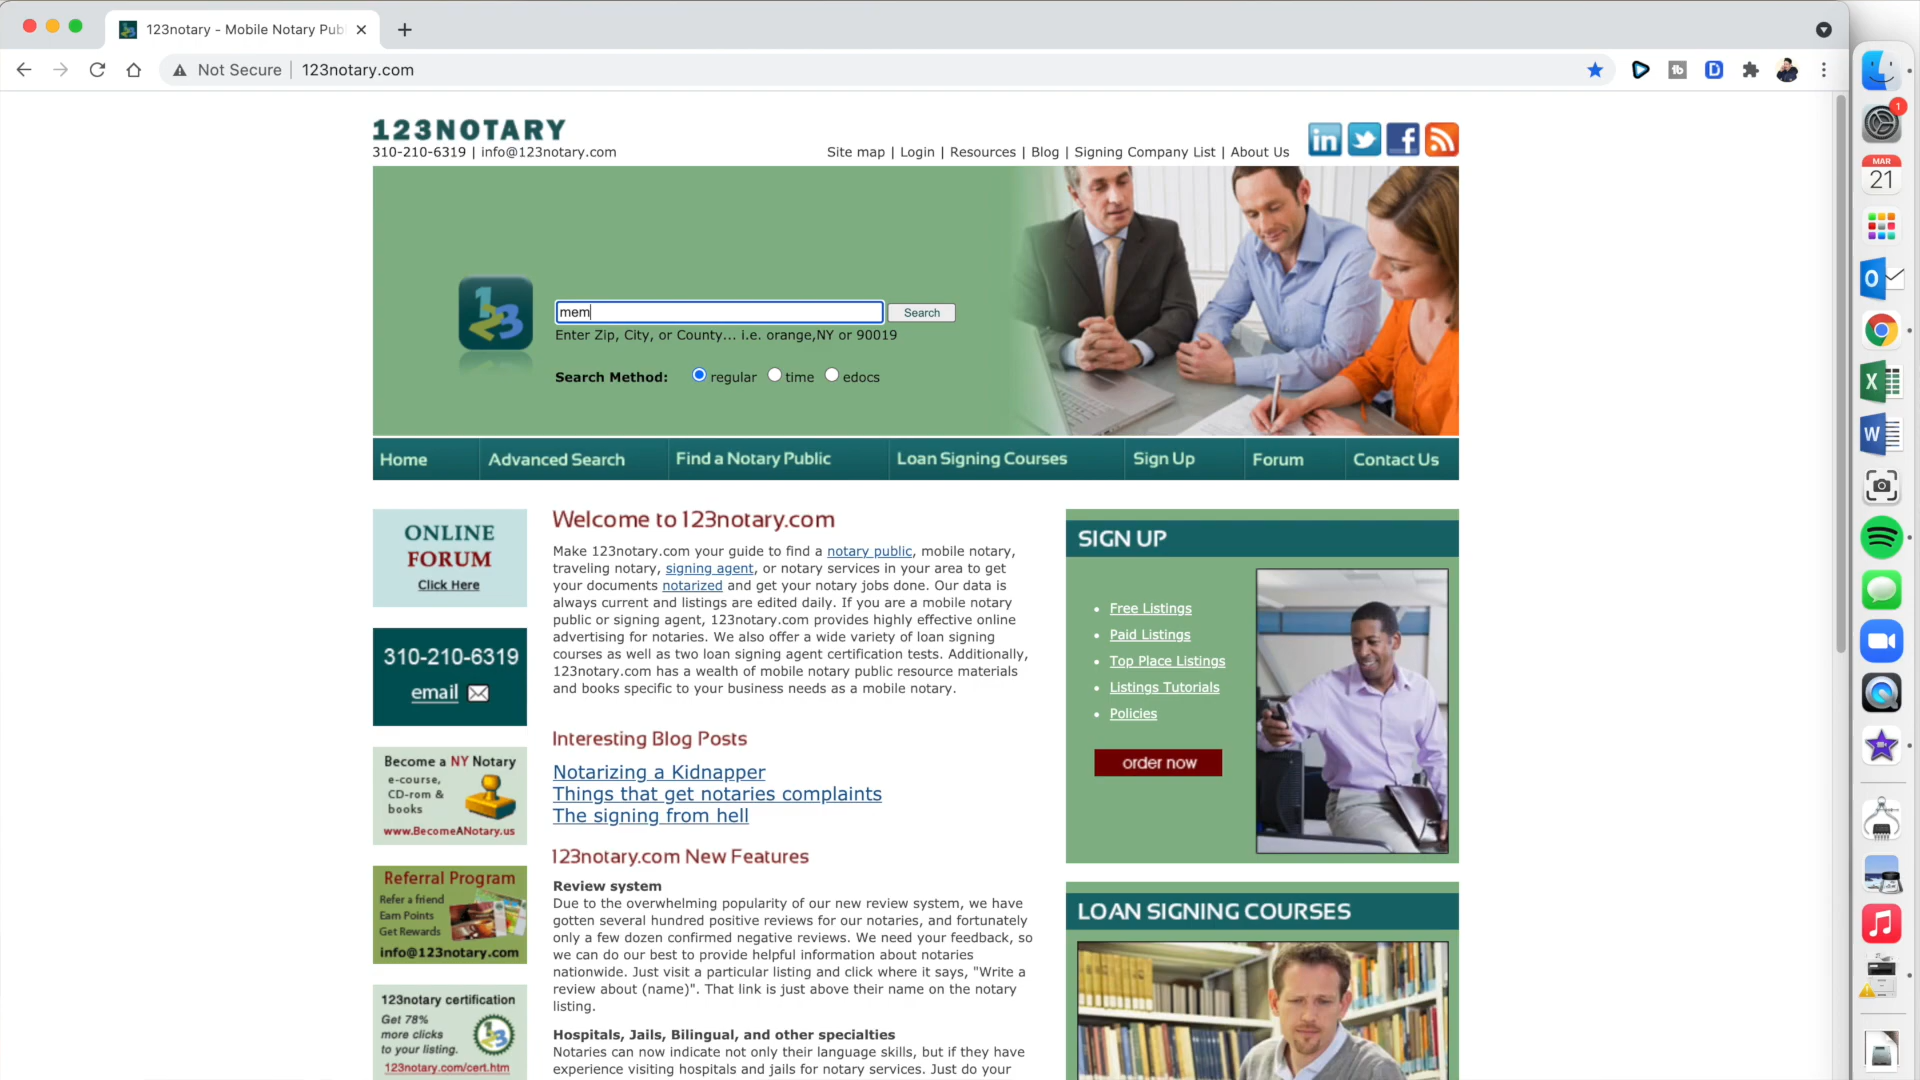 123notary - Mobile Notary Pub
Not Secure
123notary.com
123NOTARY
310-210-6319 | info@123notary.com
Site map | Login | Resources | Blog | Signing Company List | About Us
mem
Search
Enter Zip, City, or County... i.e. orange,NY or 90019
Search Method:
regular
time
edocs
Home
Advanced Search
Find a Notary Public
Loan Signing Courses
Sign Up
Forum
Contact Us
ONLINE
FORUM
Click Here
310-210-6319
email
Become a NY Notary
e-course,
CD-rom &
books
www.BecomeANotary.us
Referral Program
Refer a friend
Earn Points
Get Rewards
info@123notary.com
123notary certification
Get 78%
more clicks
to your listing.
123notary.com/cert.htm
Welcome to 123notary.com
Make 123notary.com your guide to find a notary public, mobile notary,
traveling notary, signing agent, or notary services in your area to get
your documents notarized and get your notary jobs done. Our data is
always current and listings are edited daily. If you are a mobile notary
public or signing agent, 123notary.com provides highly effective online
advertising for notaries. We also offer a wide variety of loan signing
courses as well as two loan signing agent certification tests. Additionally,
123notary.com has a wealth of mobile notary public resource materials
and books specific to your business needs as a mobile notary.
Interesting Blog Posts
Notarizing a Kidnapper
Things that get notaries complaints
The signing from hell
123notary.com New Features
Review system
Due to the overwhelming popularity of our new review system, we have
gotten several hundred positive reviews for our notaries, and fortunately
only a few dozen confirmed negative reviews. We need your feedback, so
we can do our best to provide helpful information about notaries
nationwide. Just visit a particular listing and click where it says, "Write a
review about (name)". That link is just above their name on the notary
listing.
Hospitals, Jails, Bilingual, and other specialties
Notaries can now indicate not only their language skills, but if they have
experience visiting hospitals and jails for notary services. Just do your
SIGN UP
Free Listings
Paid Listings
Top Place Listings
Listings Tutorials
Policies
order now
LOAN SIGNING COURSES
1
MAR
21